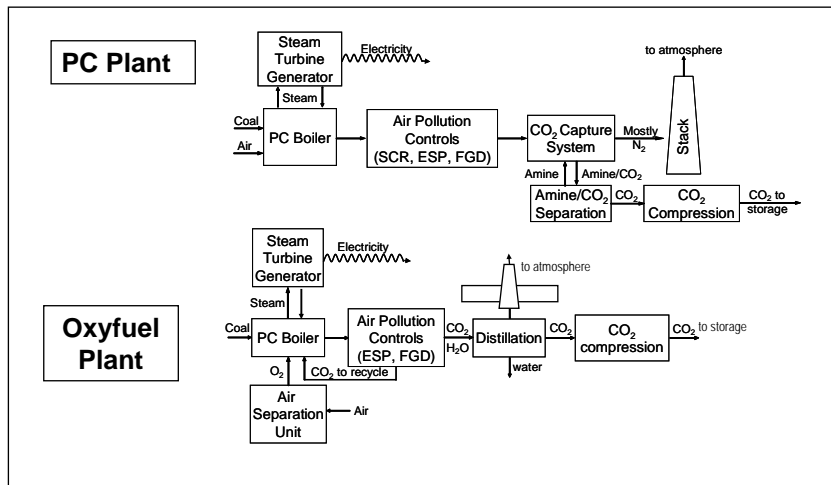 PC Plant
Steam
Turbine
Generator
Electricity
Steam
Coal
Air
PC Boiler
Air Pollution
Controls
(SCR, ESP, FGD)
CO2 Capture
System
Mostly
N2
to atmosphere
Stack
Amine
Amine/CO2
Amine/CO2
Separation
CO2
CO2
Compression
CO2 to
storage
Oxyfuel
Plant
Steam
Turbine
Generator
Electricity
Steam
Coal
PC Boiler
Air Pollution
Controls
(ESP, FGD)
CO2
H2O
to atmosphere
Distillation
water
CO2
CO2
compression
CO2 to storage
O2
CO2 to recycle
Air
Separation
Unit
Air